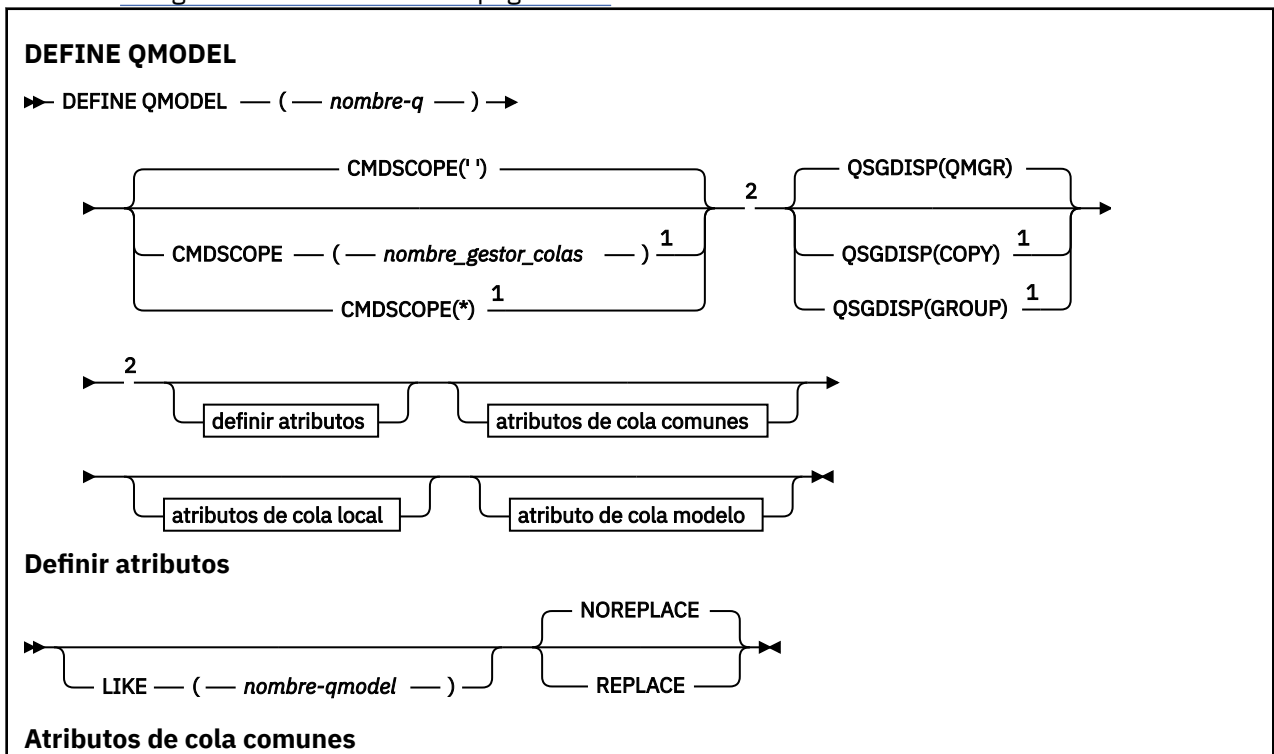 DEFINE QMODEL
DEFINE QMODEL ( nombre-q )
CMDSCOPE(' ')
CMDSCOPE ( nombre_gestor_colas ) 1
CMDSCOPE(*) 1
2
QSGDISP(QMGR)
QSGDISP(COPY) 1
QSGDISP(GROUP) 1
2
definir atributos
atributos de cola comunes
atributos de cola local
atributo de cola modelo
Definir atributos
LIKE ( nombre-qmodel )
NOREPLACE
REPLACE
Atributos de cola comunes